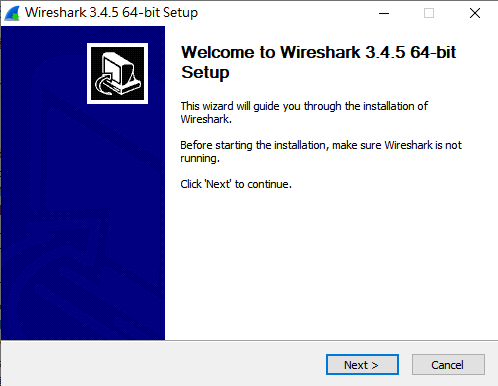 Wireshark 3.4.5 64-bit Setup
Welcome to Wireshark 3.4.5 64-bit
Setup
This wizard will guide you through the installation of
Wireshark.
Before starting the installation, make sure Wireshark is not
running.
Click 'Next' to continue.
Next >
Cancel